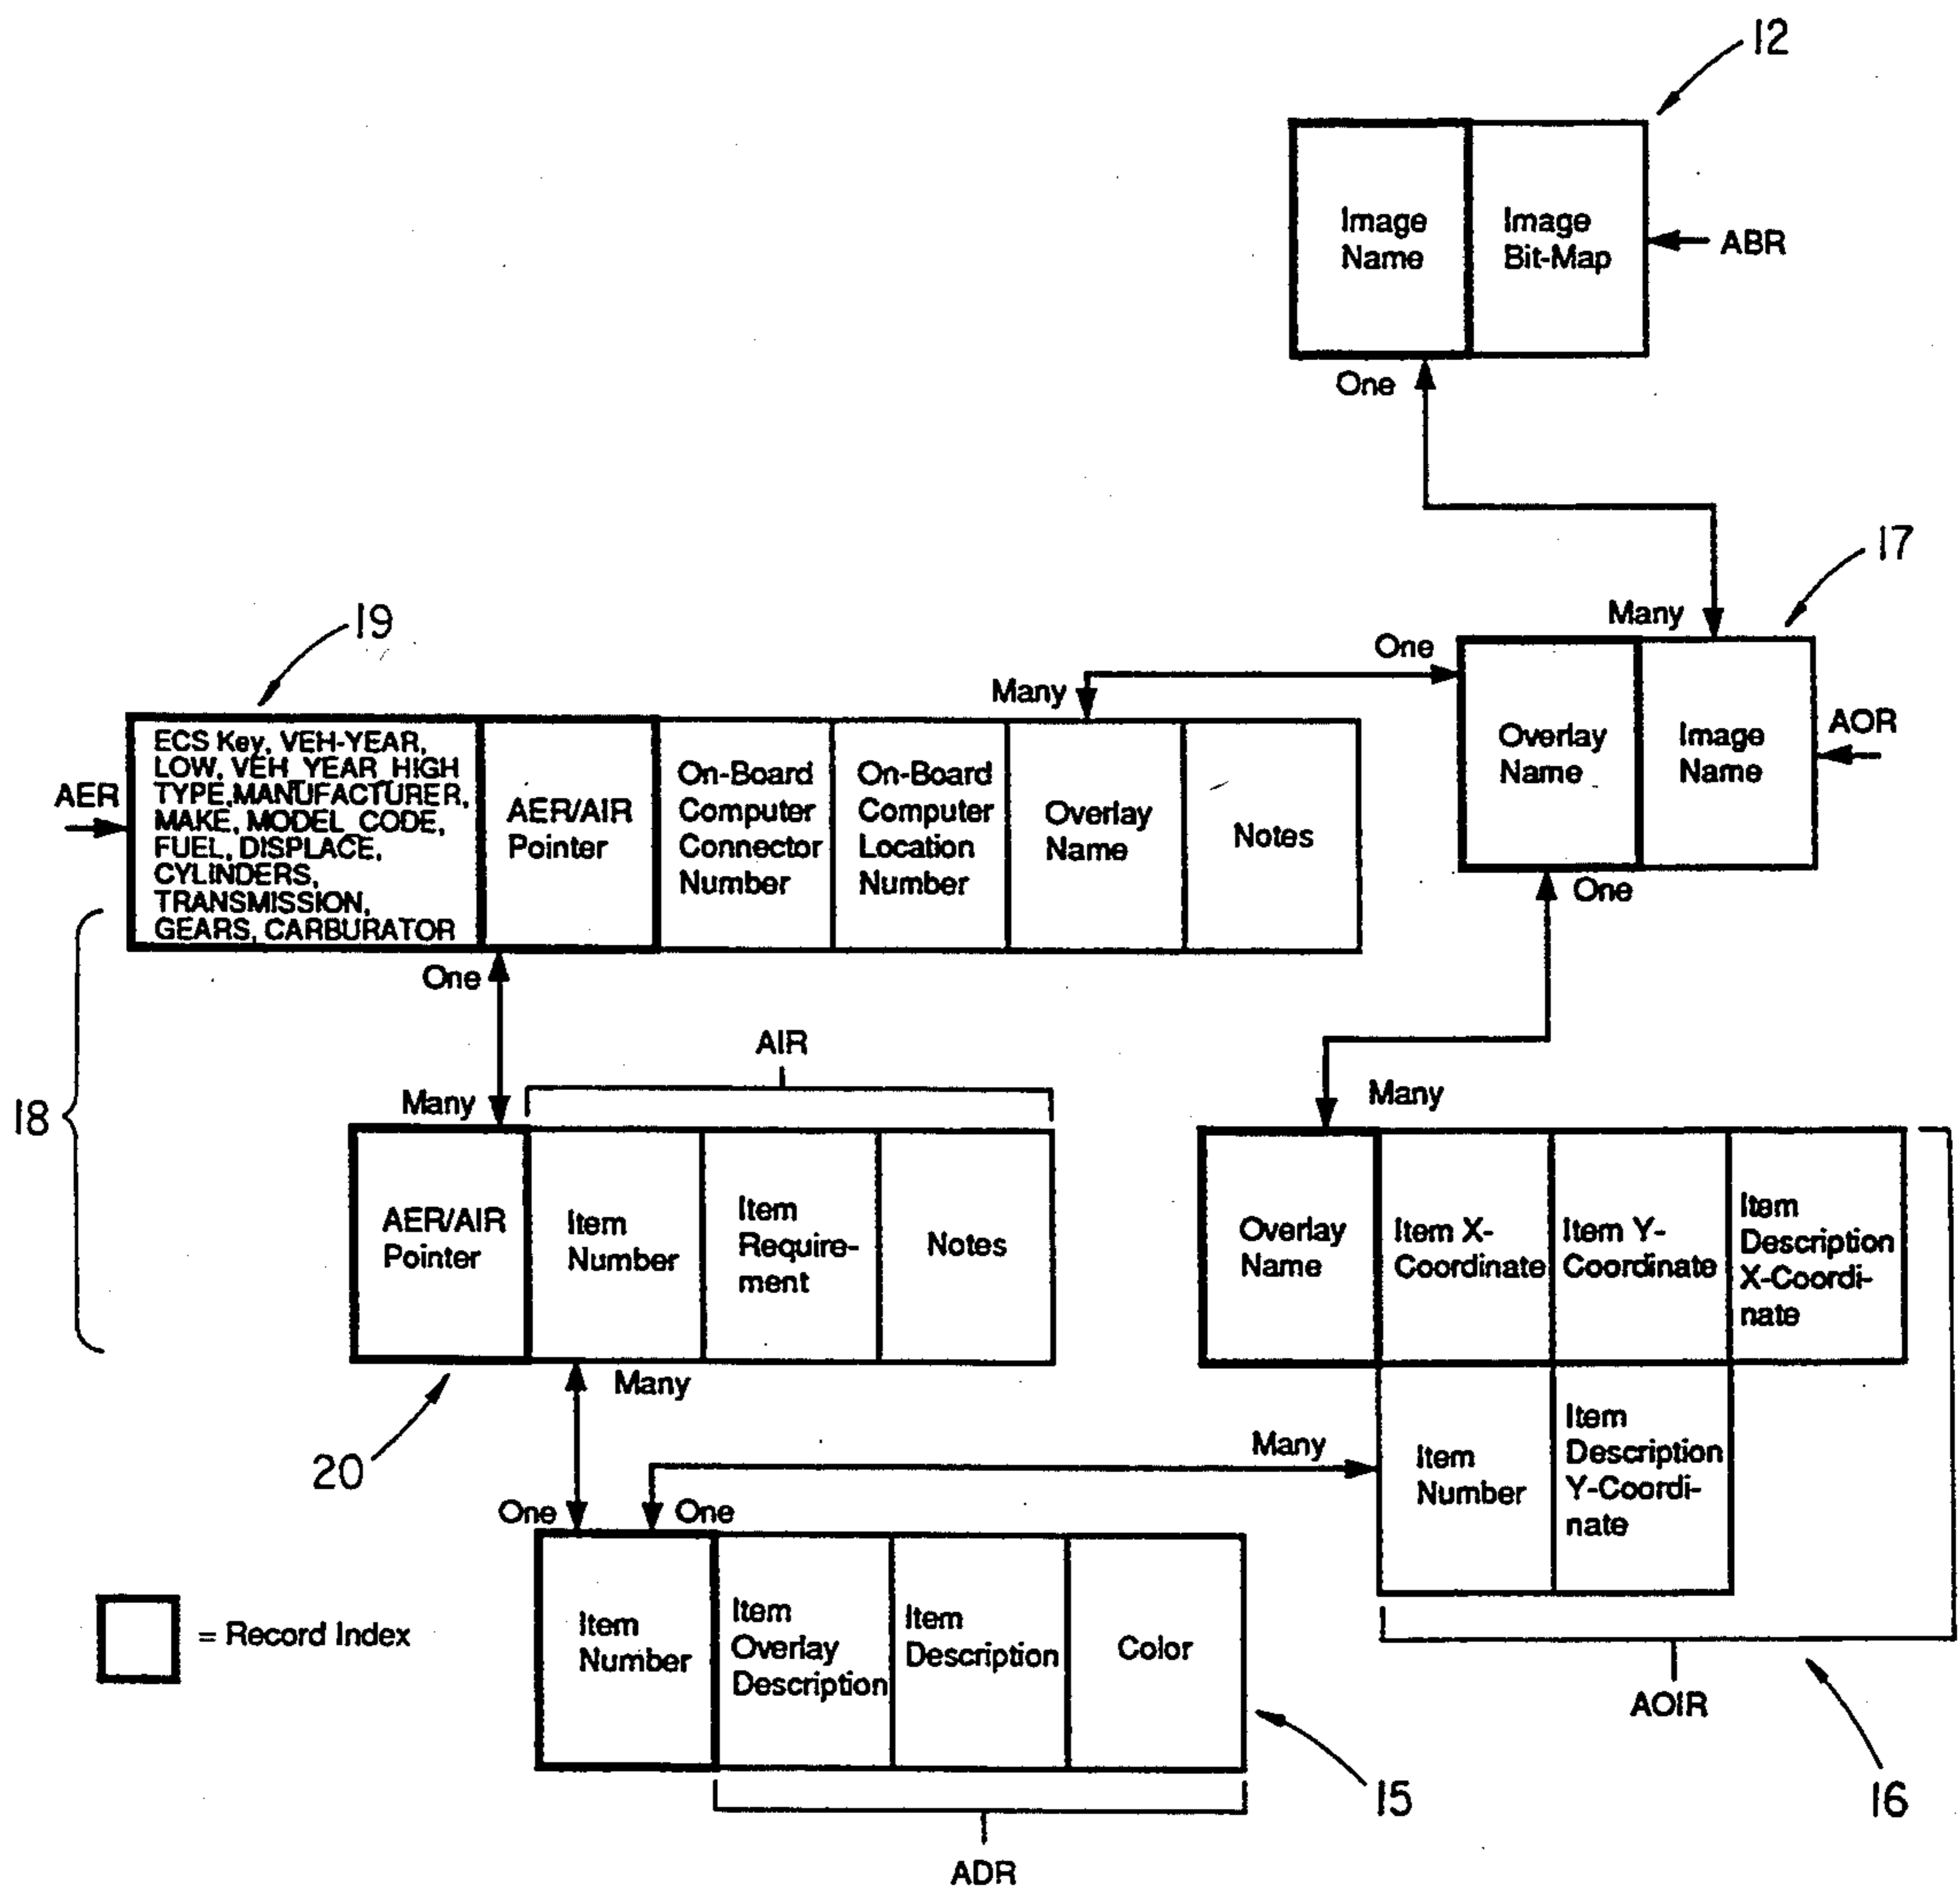 12
Image
Name
Image
Bit-Map
ABR
One
17
Many
One
Many
Overlay
Name
Image
Name
AOR
One
19
AER
ECS Key, VEH-YEAR,
LOW, VEH_YEAR_HIGH
TYPE,MANUFACTURER,
MAKE, MODEL_CODE,
FUEL, DISPLACE,
CYLINDERS,
TRANSMISSION,
GEARS, CARBURATOR
AER/AIR
Pointer
On-Board
Computer
Connector
Number
On-Board
Computer
Location
Number
Overlay
Name
Notes
One
18
AIR
Many
AER/AIR
Pointer
Item
Number
Item
Require-
ment
Notes
Many
20
Many
Overlay
Name
Item X-
Coordinate
Item Y-
Coordinate
Item
Description
X-Coordi-
nate
Many
Item
Number
Item
Description
Y-Coordi-
nate
AOIR
16
One
One
Item
Number
Item
Overlay
Description
Item
Description
Color
15
ADR
= Record Index